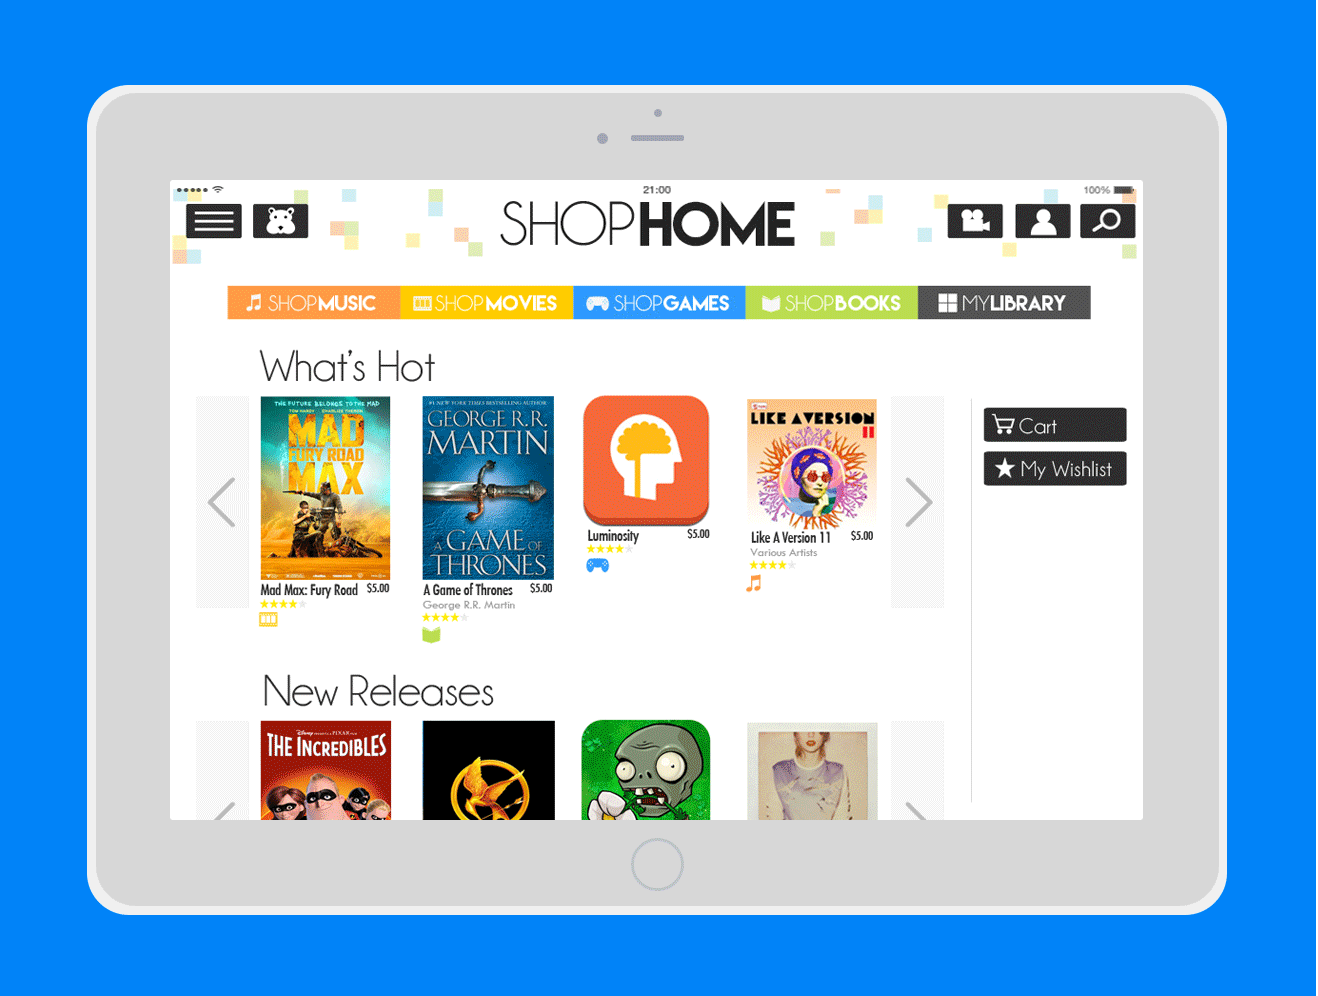 21:00
100%
SHOPHOME
SHOPMUSIC
SHOPMOVIES
SHOPGAMES
SHOPBOOKS
MYLIBRARY
What's Hot
THE FUTURE BELONGS TO THE MAD
TOM HARDY CHARLIZE THERON
MAD
FURY ROAD
MAX
Mad Max: Fury Road $5.00
#1 NEW YORK TIMES BESTSELLING AUTHOR
GEORGE R.R.
MARTIN
A GAME OF
THRONES
A Game of Thrones $5.00
George R.R. Martin
Luminosity $5.00
LIKE A VERSION
11
Like A Version 11 $5.00
Various Artists
Cart
My Wishlist
New Releases
Disney PRESENTS A PIXAR FILM
THE INCREDIBLES